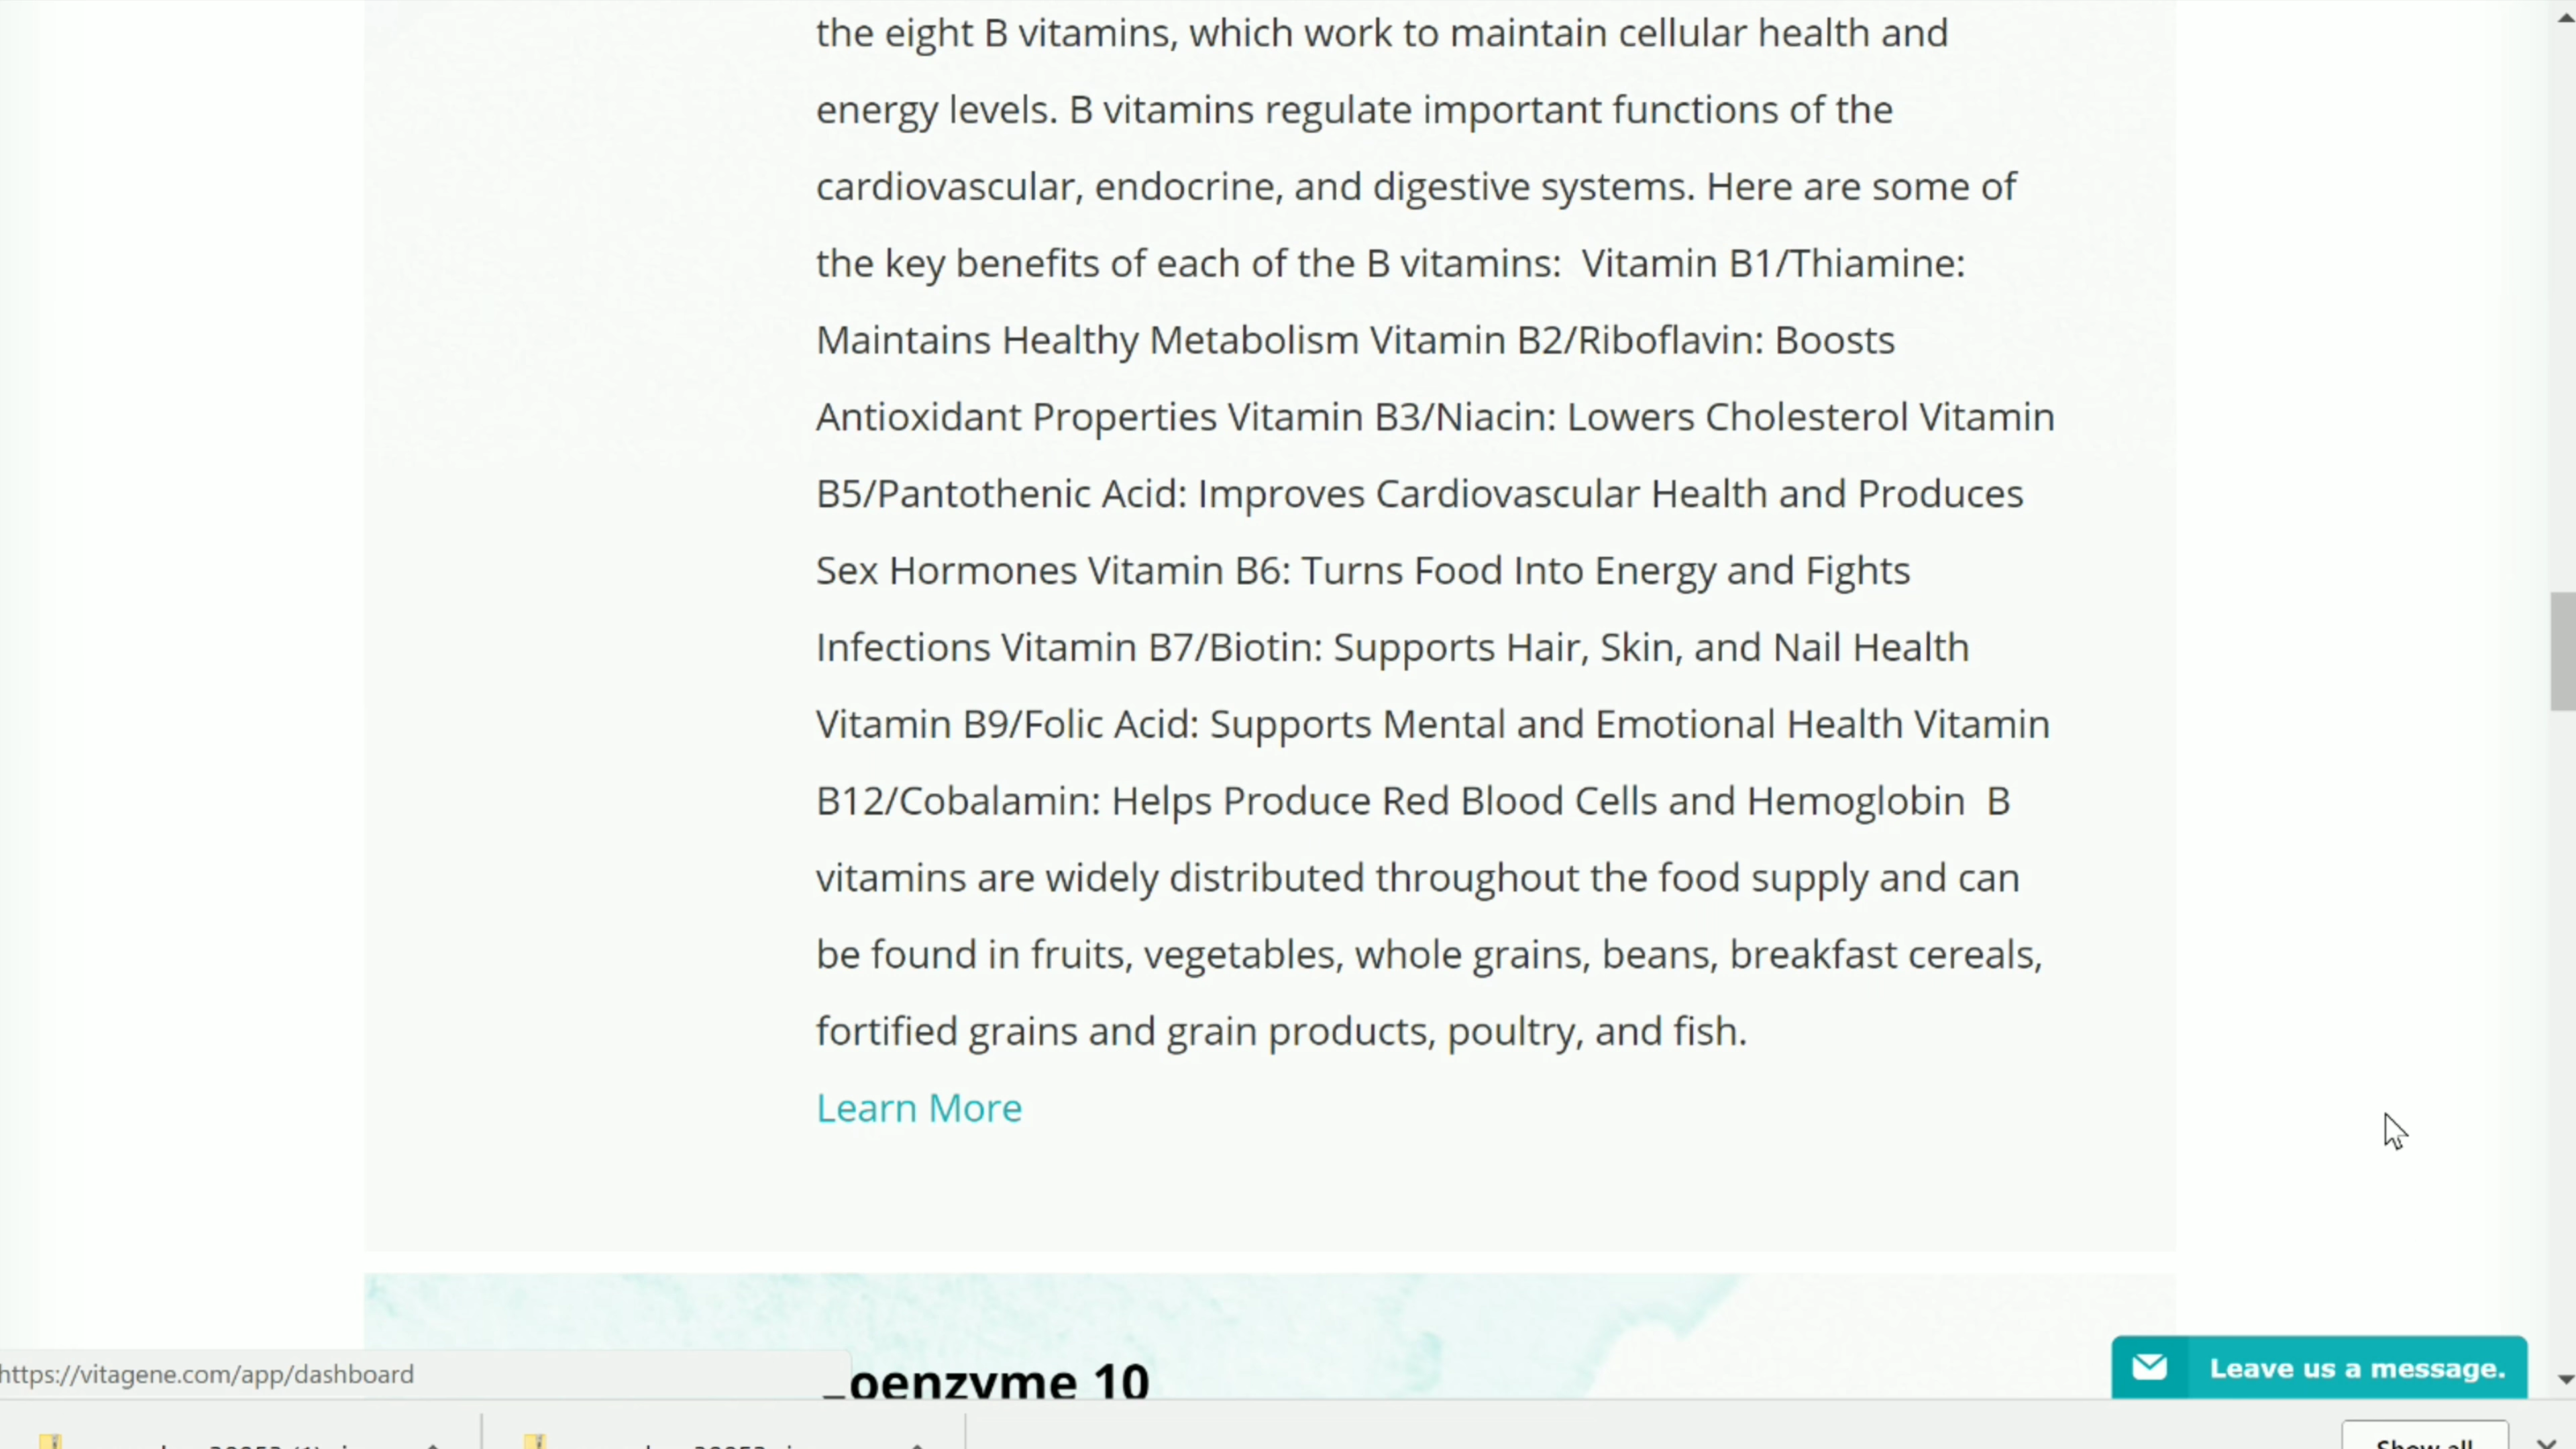 the eight B vitamins, which work to maintain cellular health and
energy levels. B vitamins regulate important functions of the
cardiovascular, endocrine, and digestive systems. Here are some of
the key benefits of each of the B vitamins:  Vitamin B1/Thiamine:
Maintains Healthy Metabolism Vitamin B2/Riboflavin: Boosts
Antioxidant Properties Vitamin B3/Niacin: Lowers Cholesterol Vitamin
B5/Pantothenic Acid: Improves Cardiovascular Health and Produces
Sex Hormones Vitamin B6: Turns Food Into Energy and Fights
Infections Vitamin B7/Biotin: Supports Hair, Skin, and Nail Health
Vitamin B9/Folic Acid: Supports Mental and Emotional Health Vitamin
B12/Cobalamin: Helps Produce Red Blood Cells and Hemoglobin  B
vitamins are widely distributed throughout the food supply and can
be found in fruits, vegetables, whole grains, beans, breakfast cereals,
fortified grains and grain products, poultry, and fish.
Learn More
Leave us a message.
https://vitagene.com/app/dashboard
oenzyme 10
Show all